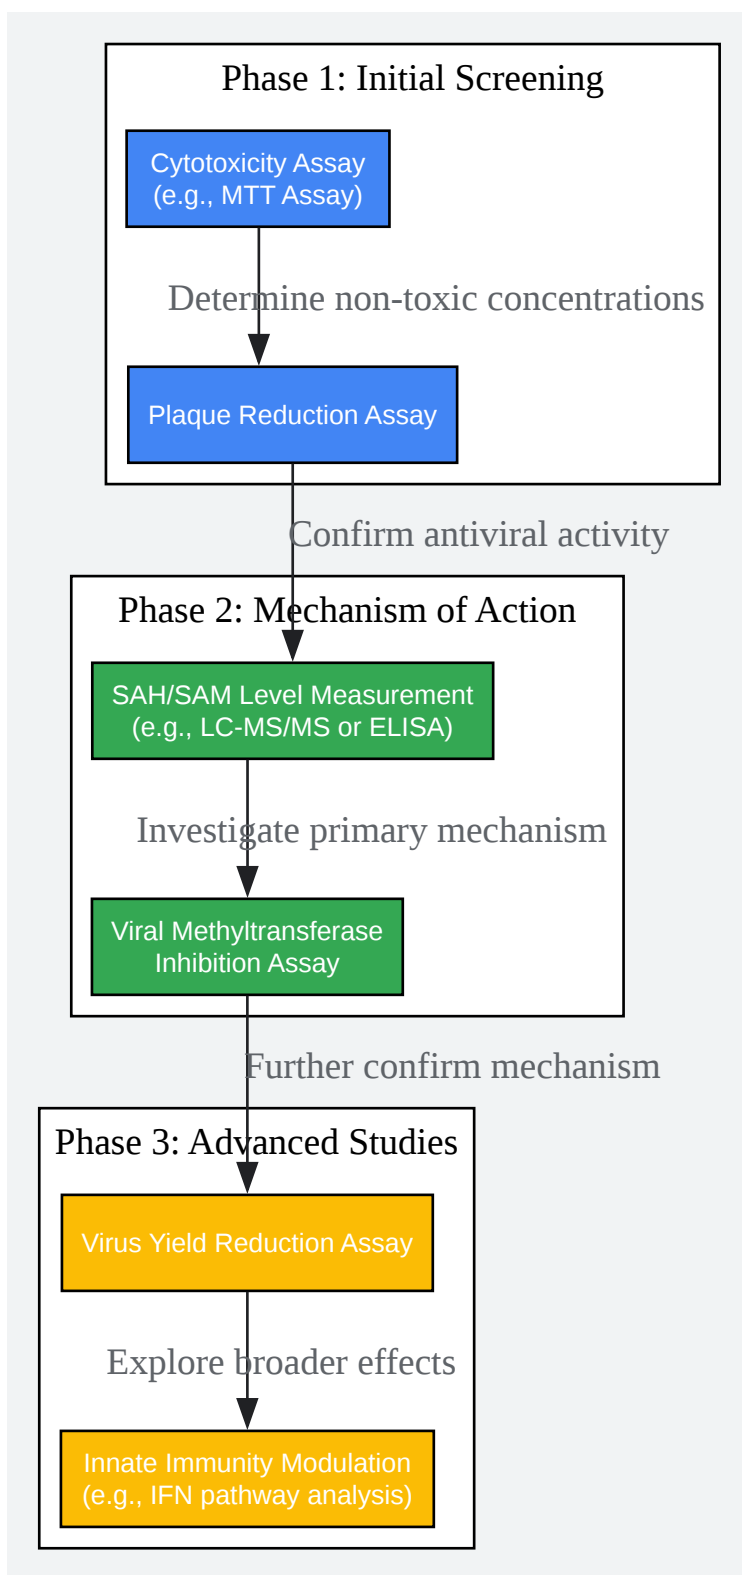 Phase 1: Initial Screening
Cytotoxicity Assay
(e.g., MTT Assay)
Determine non-toxic concentrations
Plaque Reduction Assay
Confirm antiviral activity
Phase 2: Mechanism of Action
SAH/SAM Level Measurement
(e.g., LC-MS/MS or ELISA)
Investigate primary mechanism
Viral Methyltransferase
Inhibition Assay
Further confirm mechanism
Phase 3: Advanced Studies
Virus Yield Reduction Assay
Explore broader effects
Innate Immunity Modulation
(e.g., IFN pathway analysis)